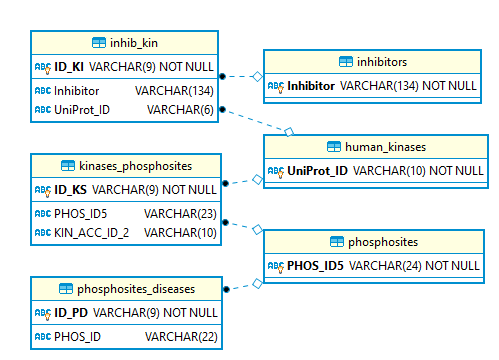 inhib_kin
ABC ID_KI VARCHAR(9) NOT NULL
ABC Inhibitor VARCHAR(134)
ABC UniProt_ID VARCHAR(6)
inhibitors
ABC Inhibitor VARCHAR(134) NOT NULL
human_kinases
ABC UniProt_ID VARCHAR(10) NOT NULL
kinases_phosphosites
ABC ID_KS VARCHAR(9) NOT NULL
ABC PHOS_ID5 VARCHAR(23)
ABC KIN_ACC_ID_2 VARCHAR(10)
phosphosites
ABC PHOS_ID5 VARCHAR(24) NOT NULL
phosphosites_diseases
ABC ID_PD VARCHAR(9) NOT NULL
ABC PHOS_ID VARCHAR(22)